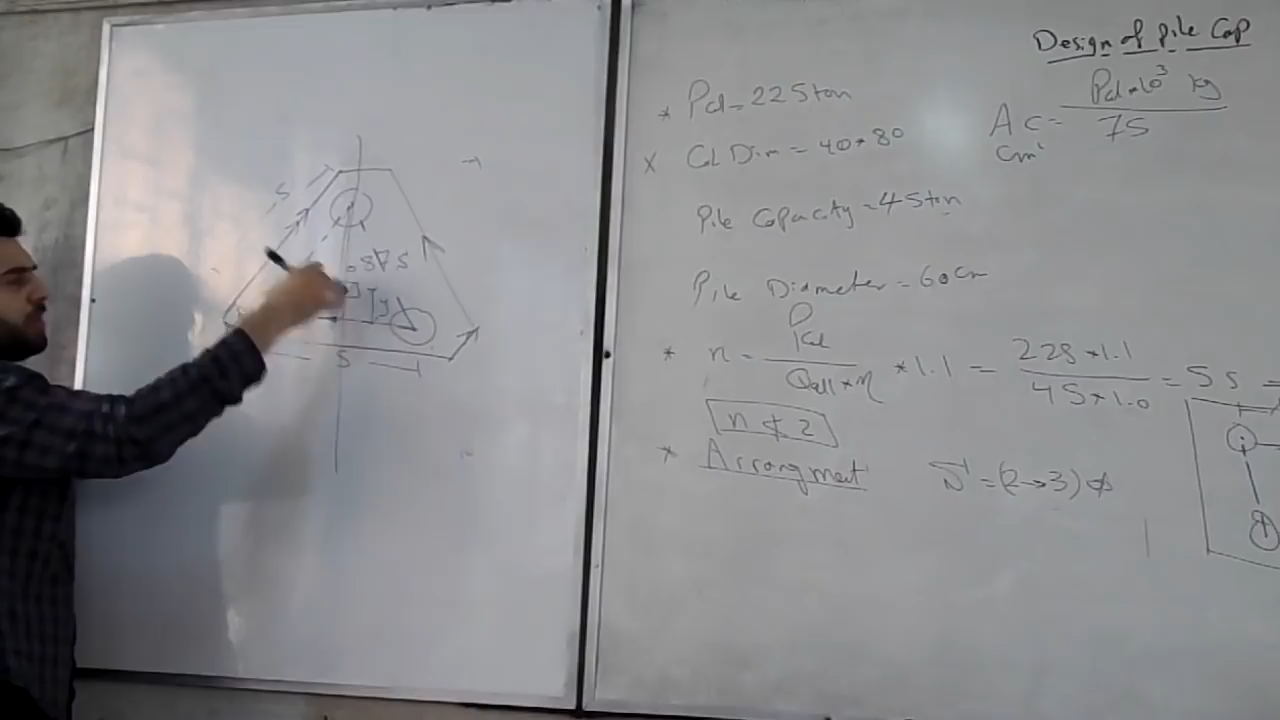 S
S
y
Design of Pile Cap
* Pcl = 225 ton
Ac = Pcl * 10³ kg / 75
cm²
* Col Dim = 40 * 80
Pile Capacity = 45 ton
Pile Diameter = 60 cm
* n = Pcol / Qall * η * 1.1 = 225 * 1.1 / 45 * 1.0 = 5.5
n ≮ 2
* Arrangment
S = (2 → 3) ϕ